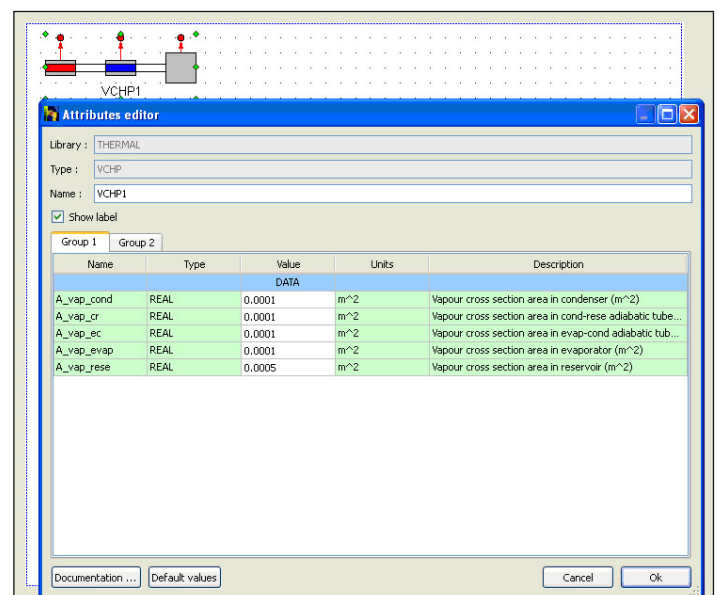 VCHP1
Attributes editor
Library : THERMAL
Type : VCHP
Name : VCHP1
Show label
Group 1 Group 2
Name Type Value Units Description
DATA
A_vap_cond REAL 0.0001 m^2 Vapour cross section area in condenser (m^2)
A_vap_cr REAL 0.0001 m^2 Vapour cross section area in cond-rese adiabatic tube...
A_vap_ec REAL 0.0001 m^2 Vapour cross section area in evap-cond adiabatic tub...
A_vap_evap REAL 0.0001 m^2 Vapour cross section area in evaporator (m^2)
A_vap_rese REAL 0.0005 m^2 Vapour cross section area in reservoir (m^2)
Documentation ... Default values Cancel Ok